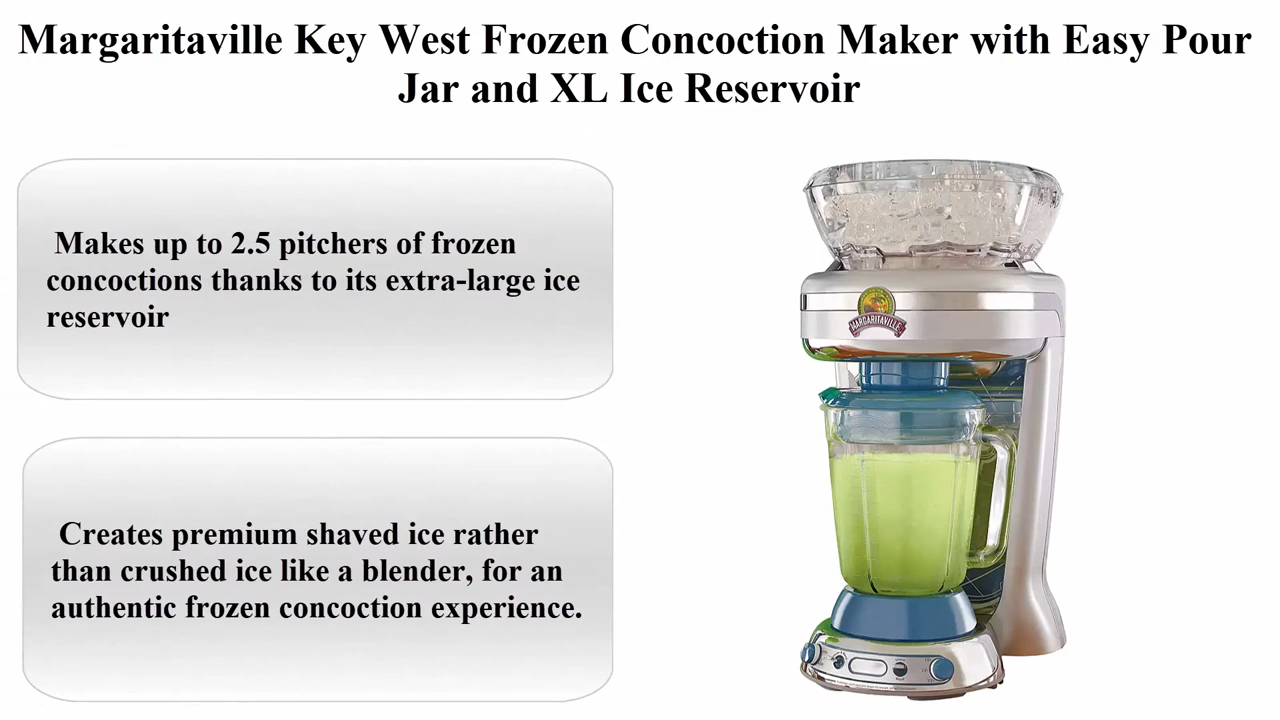 Margaritaville Key West Frozen Concoction Maker with Easy Pour
Jar and XL Ice Reservoir
Makes up to 2.5 pitchers of frozen
concoctions thanks to its extra-large ice
reservoir
MARGARITAVILLE
Creates premium shaved ice rather
than crushed ice like a blender, for an
authentic frozen concoction experience.